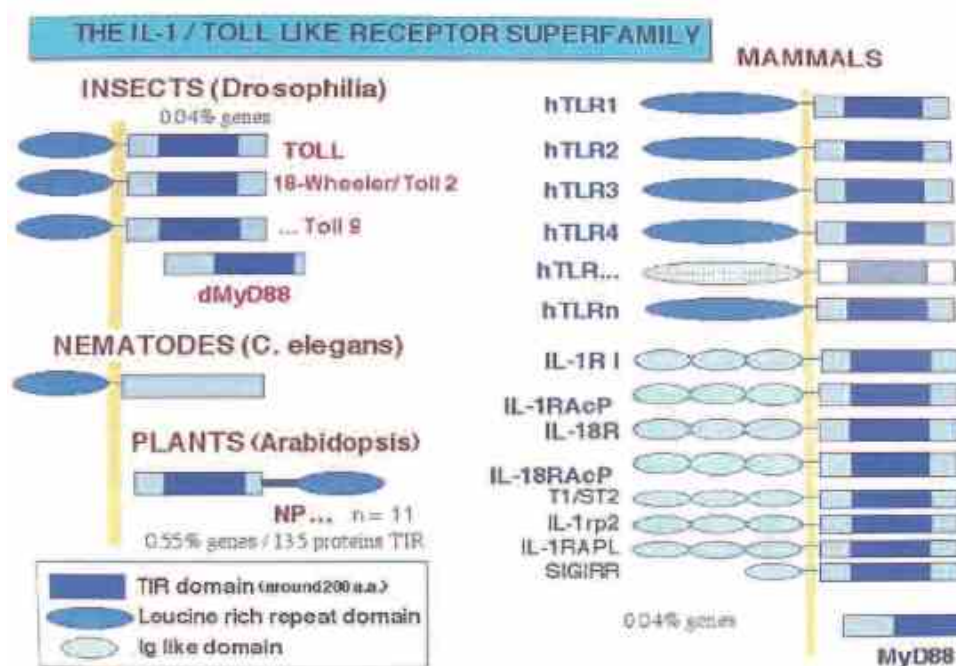 THE IL-1 / TOLL LIKE RECEPTOR SUPERFAMILY
INSECTS (Drosophilia)
0.04% genes
TOLL
18-Wheeler/ Toll 2
... Toll 9
dMyD88
NEMATODES (C. elegans)
PLANTS (Arabidopsis)
NP... n = 11
0.55% genes / 135 proteins TIR
TIR domain (around 200 a.a.)
Leucine rich repeat domain
Ig like domain
MAMMALS
hTLR1
hTLR2
hTLR3
hTLR4
hTLR...
hTLRn
IL-1R I
IL-1RAcP
IL-18R
IL-18RAcP
T1/ST2
IL-1rp2
IL-1RAPL
SIGIRR
0.04% genes
MyD88